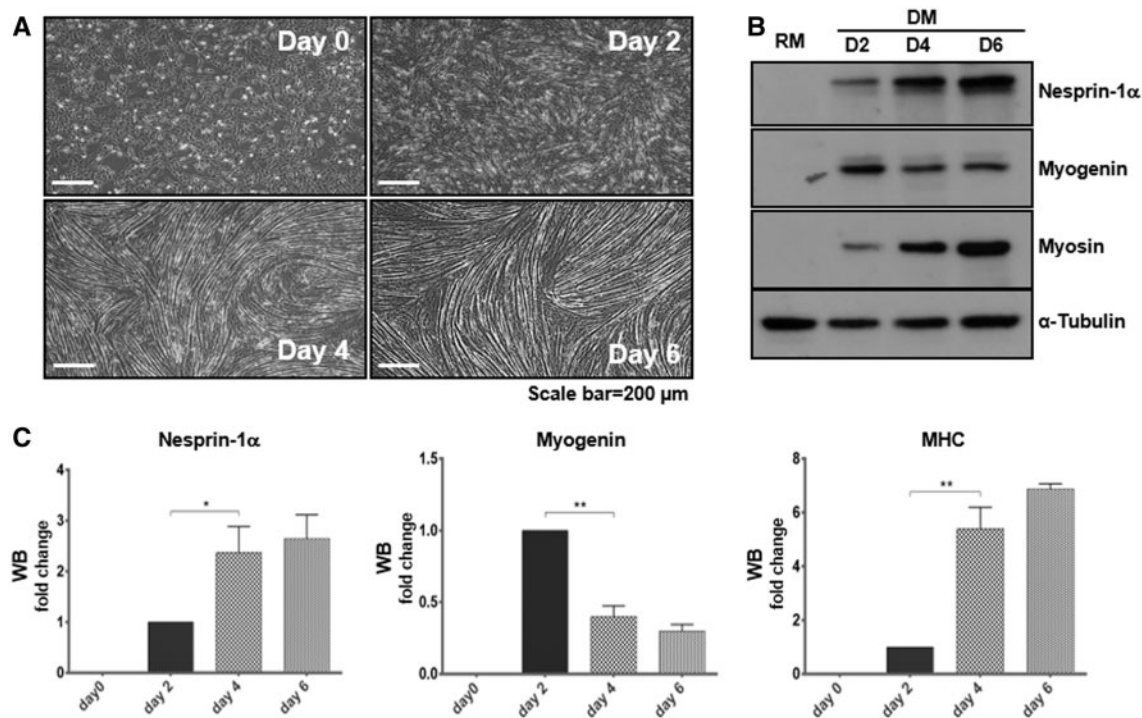 A
Day 0
Day 2
Day 4
Day 6
Scale bar=200 µm
B
DM
RM D2 D4 D6
Nesprin-1α
Myogenin
Myosin
α-Tubulin
C
Nesprin-1α
WB
fold change
4
3
2
1
0
*
day0 day 2 day 4 day 6
Myogenin
WB
fold change
1.5
1.0
0.5
0.0
**
day0 day 2 day 4 day 6
MHC
WB
fold change
8
6
4
2
0
**
day 0 day 2 day 4 day 6